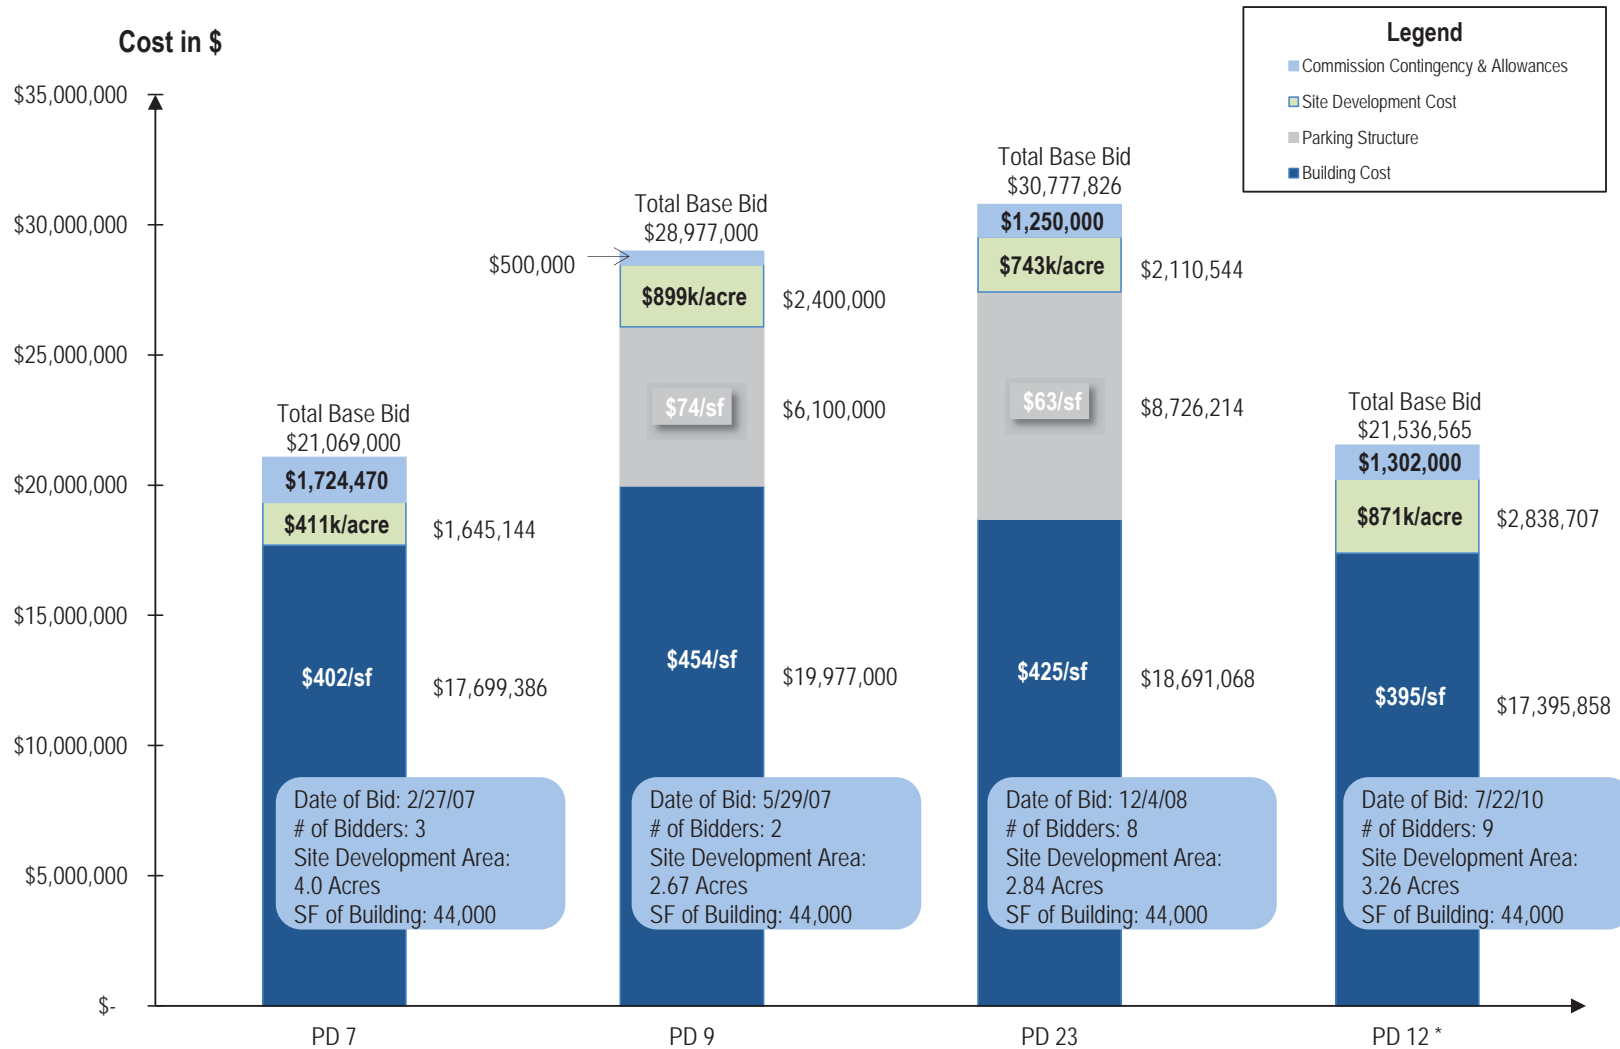 Cost in $
Legend
Commission Contingency & Allowances
Site Development Cost
Parking Structure
Building Cost
$35,000,000
$30,000,000
$25,000,000
$20,000,000
$15,000,000
$10,000,000
$5,000,000
$-
Total Base Bid
$21,069,000
$1,724,470
$411k/acre
$1,645,144
$402/sf
$17,699,386
Date of Bid: 2/27/07
# of Bidders: 3
Site Development Area:
4.0 Acres
SF of Building: 44,000
PD 7
Total Base Bid
$28,977,000
$500,000
$899k/acre
$2,400,000
$74/sf
$6,100,000
$454/sf
$19,977,000
Date of Bid: 5/29/07
# of Bidders: 2
Site Development Area:
2.67 Acres
SF of Building: 44,000
PD 9
Total Base Bid
$30,777,826
$1,250,000
$743k/acre
$2,110,544
$63/sf
$8,726,214
$425/sf
$18,691,068
Date of Bid: 12/4/08
# of Bidders: 8
Site Development Area:
2.84 Acres
SF of Building: 44,000
PD 23
Total Base Bid
$21,536,565
$1,302,000
$871k/acre
$2,838,707
$395/sf
$17,395,858
Date of Bid: 7/22/10
# of Bidders: 9
Site Development Area:
3.26 Acres
SF of Building: 44,000
PD 12 *